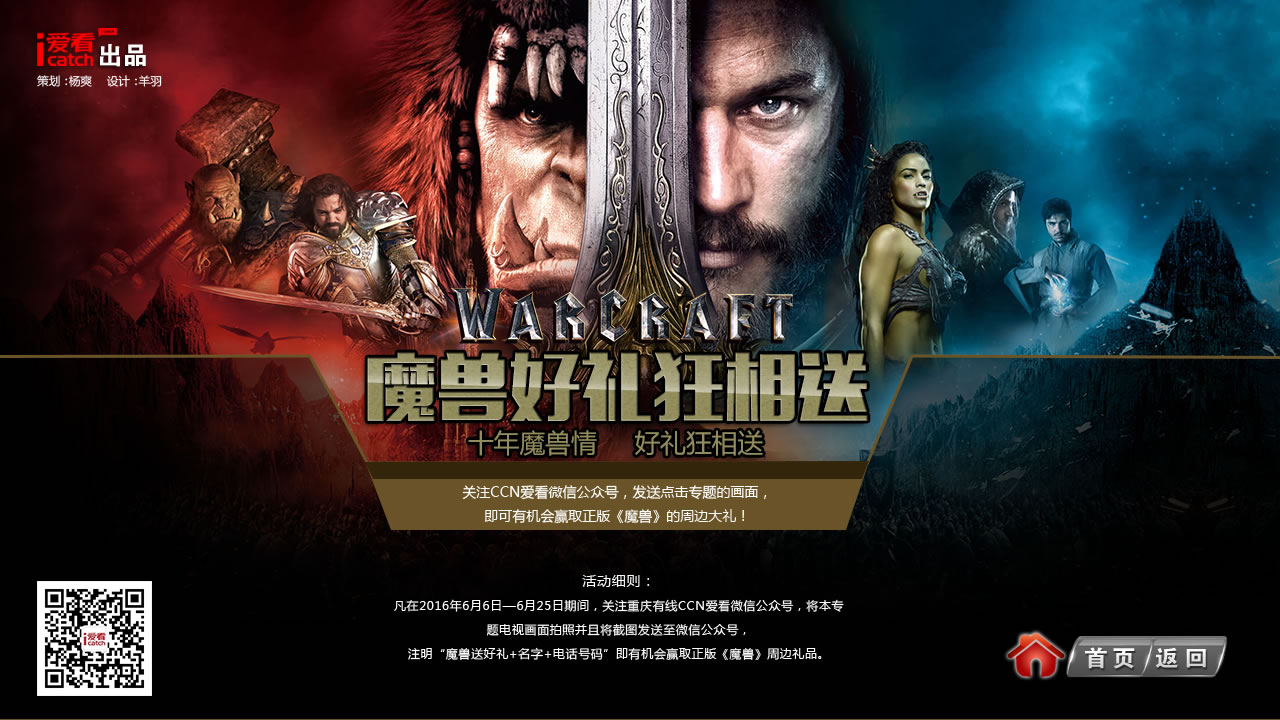 i爱看
catch 出品
策划 :杨爽 设计 :羊羽
WARCRAFT
魔兽好礼狂相送
十年魔兽情 好礼狂相送
关注CCN爱看微信公众号，发送点击专题的画面，
即可有机会赢取正版《魔兽》的周边大礼！
活动细则：
凡在2016年6月6日—6月25日期间，关注重庆有线CCN爱看微信公众号，将本专
题电视画面拍照并且将截图发送至微信公众号，
注明“魔兽送好礼+名字+电话号码”即有机会赢取正版《魔兽》周边礼品。
i爱看
catch
首页 返回